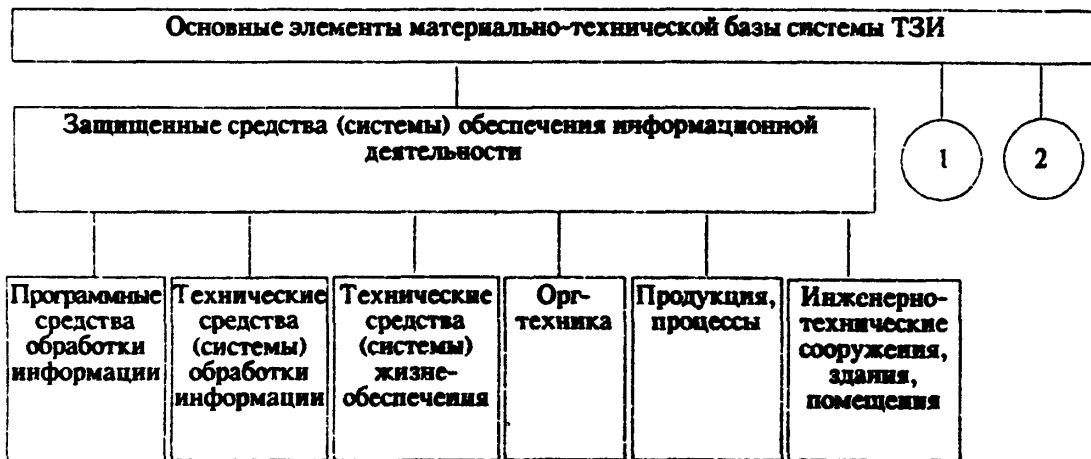 Основные элементы материально-технической базы системы ТЗИ
Защищенные средства (системы) обеспечения информационной
деятельности
1
2
Программные
средства
обработки
информации
Технические
средства
(системы)
обработки
информации
Технические
средства
(системы)
жизне-
обеспечения
Орг-
техника
Продукция,
процессы
Инженерно-
технические
сооружения,
здания,
помещения